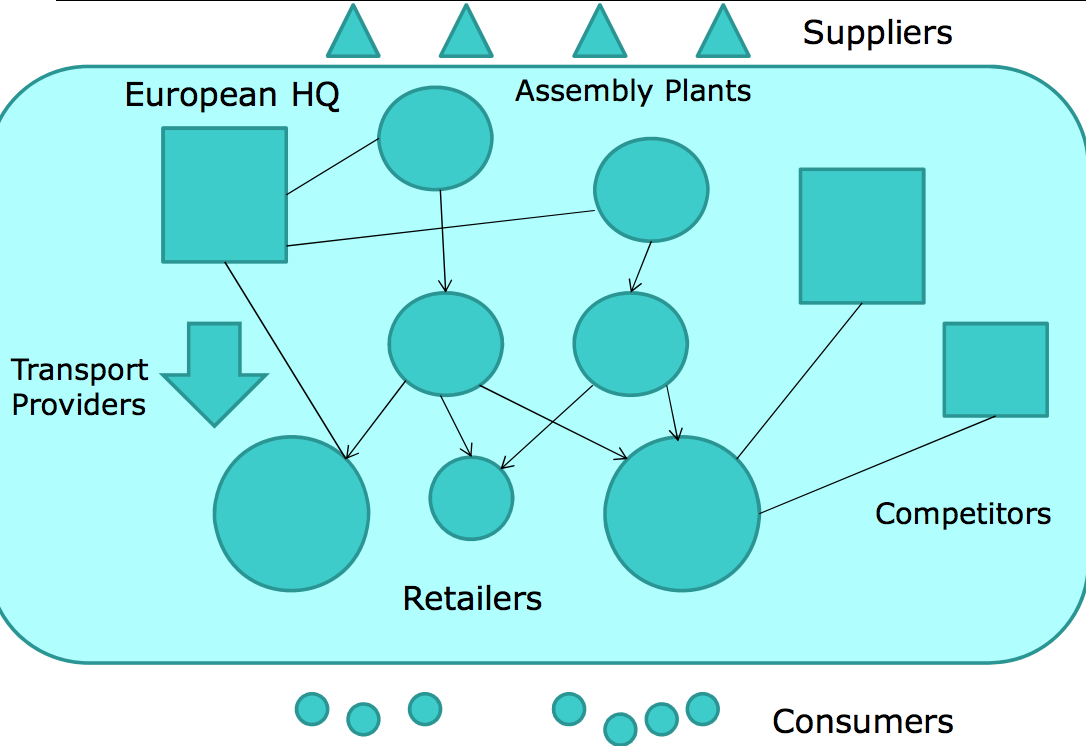 Suppliers
European HQ
Assembly Plants
Transport
Providers
Competitors
Retailers
Consumers